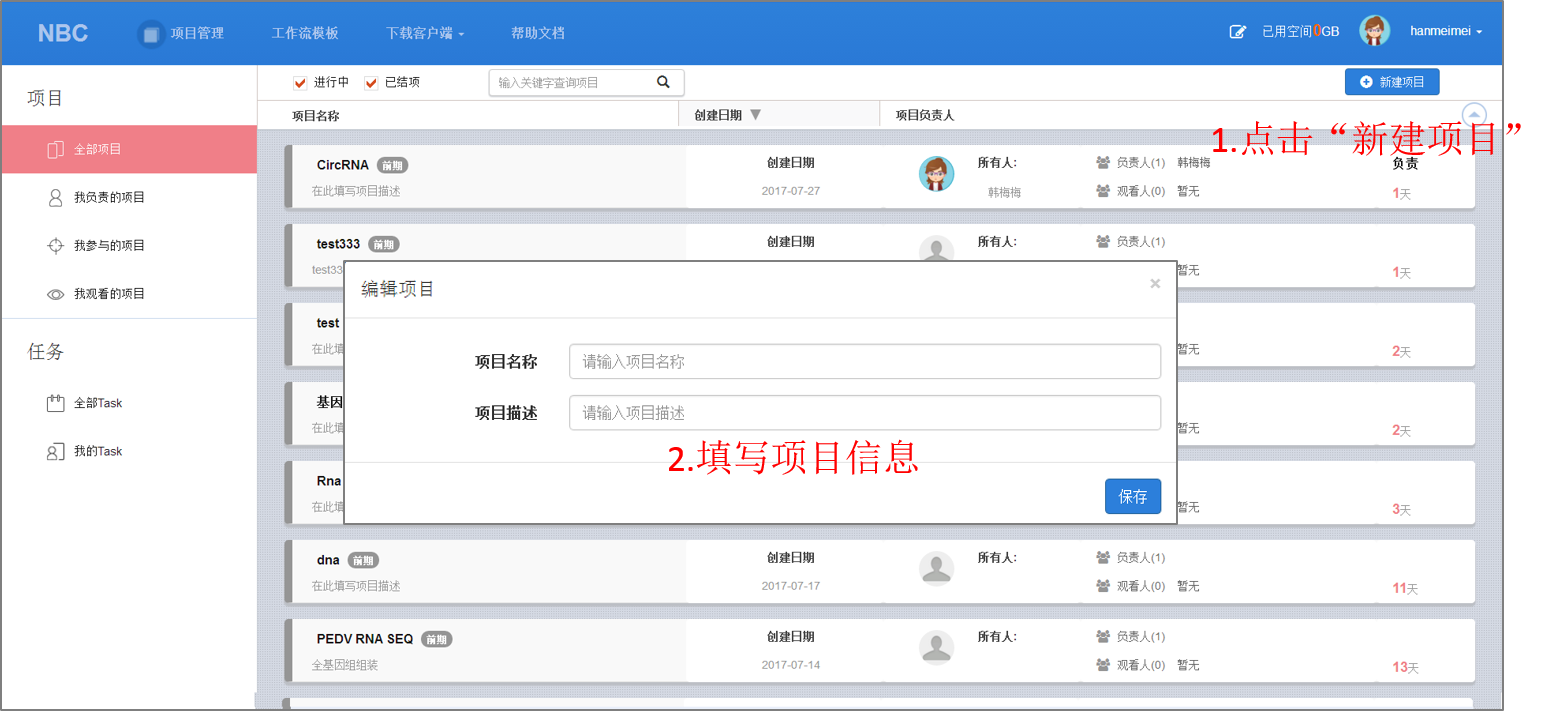 NBC 项目管理 工作流模板 下载客户端 帮助文档 已用空间0GB hanmeimei
项目
进行中 已结项 输入关键字查询项目 新建项目
项目名称 创建日期 项目负责人
1.点击“新建项目”
全部项目
我负责的项目
我参与的项目
我观看的项目
任务
全部Task
我的Task
CircRNA 前期 创建日期 所有人: 负责人(1) 韩梅梅 负责
在此填写项目描述 2017-07-27 韩梅梅 观看人(0) 暂无 1天
test333 前期 创建日期 所有人: 负责人(1)
test33 暂无 1天
编辑项目 ×
test
在此填 暂无 2天
项目名称 请输入项目名称
基因
在此填 暂无 2天
项目描述 请输入项目描述
2.填写项目信息
Rna
在此填 暂无 3天
保存
dna 前期 创建日期 所有人: 负责人(1)
在此填写项目描述 2017-07-17 观看人(0) 暂无 11天
PEDV RNA SEQ 前期 创建日期 所有人: 负责人(1)
全基因组组装 2017-07-14 观看人(0) 暂无 13天